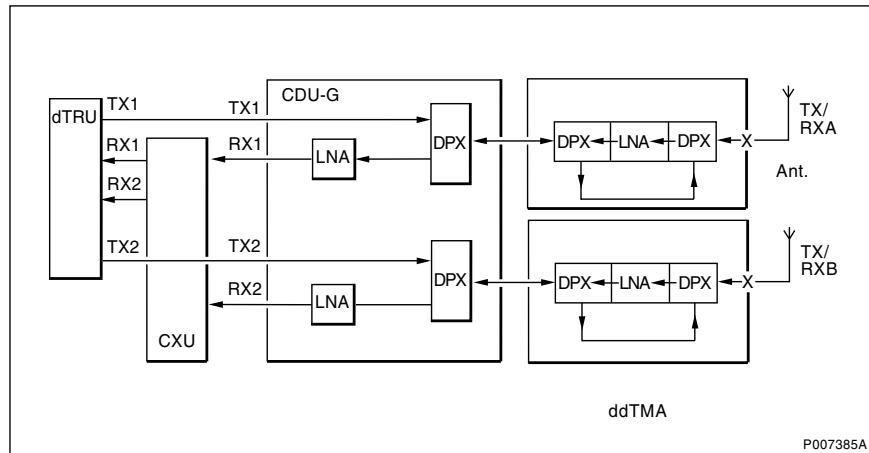 dTRU
TX1
RX1
RX2
TX2
CXU
CDU-G
TX1
RX1
LNA
DPX
TX2
RX2
LNA
DPX
DPX
LNA
DPX
X
TX/
RXA
Ant.
DPX
LNA
DPX
X
TX/
RXB
ddTMA
P007385A